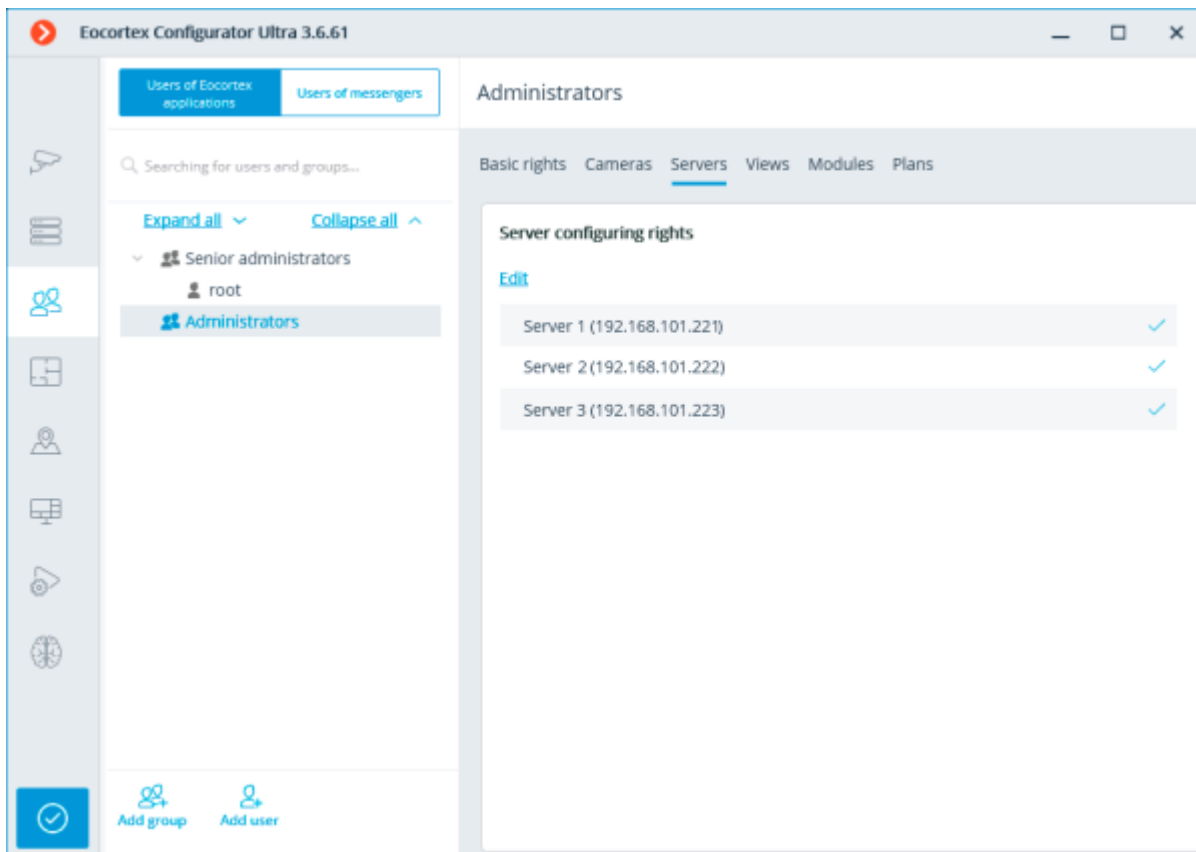 Eocortex Configurator Ultra 3.6.61
Users of Eocortex
applications
Users of messengers
Administrators
Searching for users and groups...
Basic rights Cameras Servers Views Modules Plans
Expand all Collapse all
Senior administrators
root
Administrators
Server configuring rights
Edit
Server 1 (192.168.101.221)
Server 2 (192.168.101.222)
Server 3 (192.168.101.223)
Add group Add user